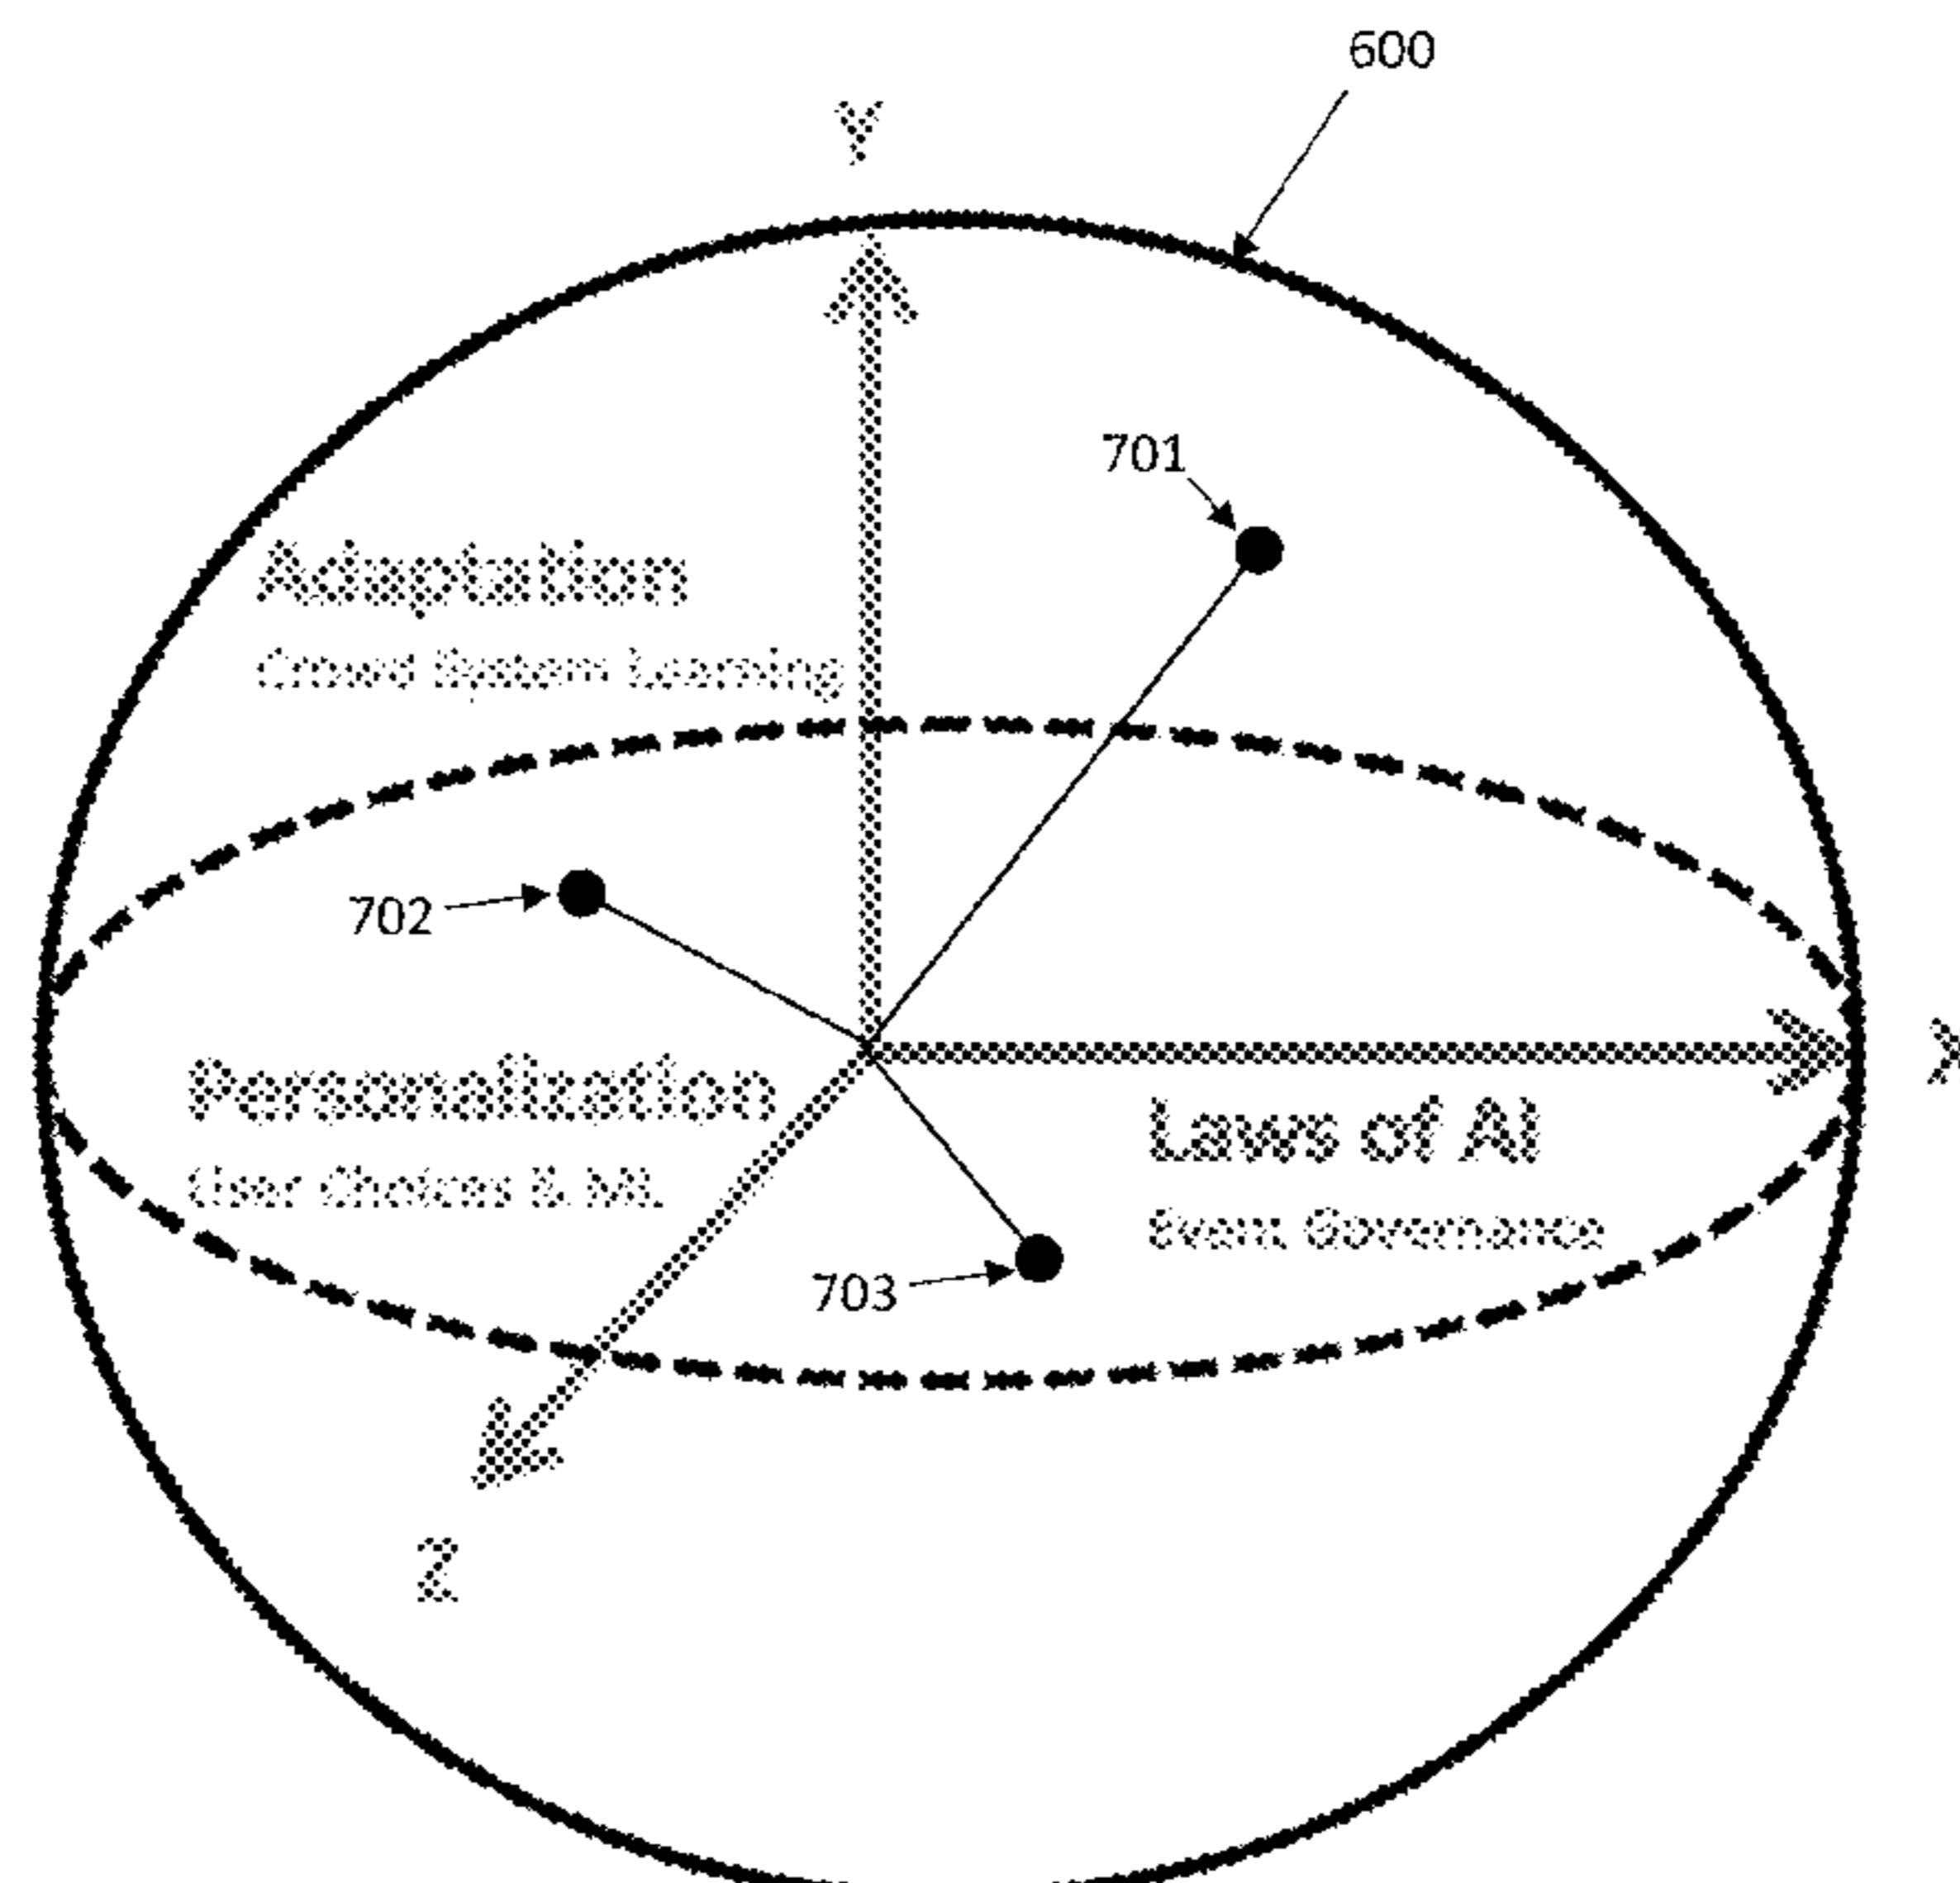 600
Y
701
Adaptation
Crowd System Learning
702
X
Personalization
User Choices & ML
Laws of AI
Event Governance
703
Z